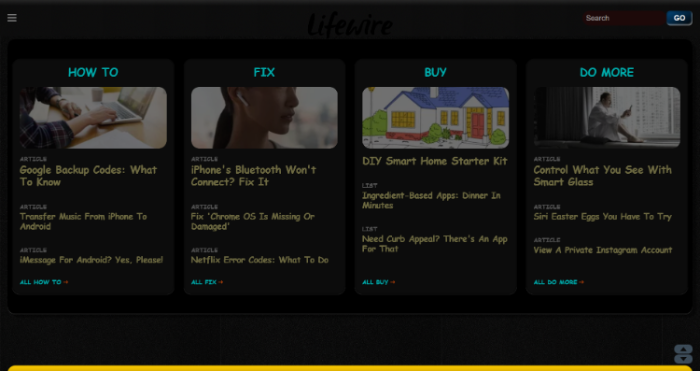 Lifewire
Search
GO
HOW TO
ARTICLE
Google Backup Codes: What
To Know
ARTICLE
Transfer Music From iPhone To
Android
ARTICLE
iMessage For Android? Yes, Please!
ALL HOW TO →
FIX
ARTICLE
iPhone's Bluetooth Won't
Connect? Fix It
ARTICLE
Fix 'Chrome OS Is Missing Or
Damaged'
ARTICLE
Netflix Error Codes: What To Do
ALL FIX →
BUY
DIY Smart Home Starter Kit
LIST
Ingredient-Based Apps: Dinner In
Minutes
LIST
Need Curb Appeal? There's An App
For That
ALL BUY →
DO MORE
ARTICLE
Control What You See With
Smart Glass
ARTICLE
Siri Easter Eggs You Have To Try
ARTICLE
View A Private Instagram Account
ALL DO MORE →